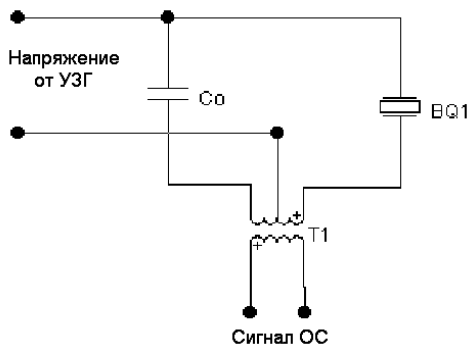 Напряжение
от УЗГ
Co
BQ1
+
T1
+
Сигнал ОС